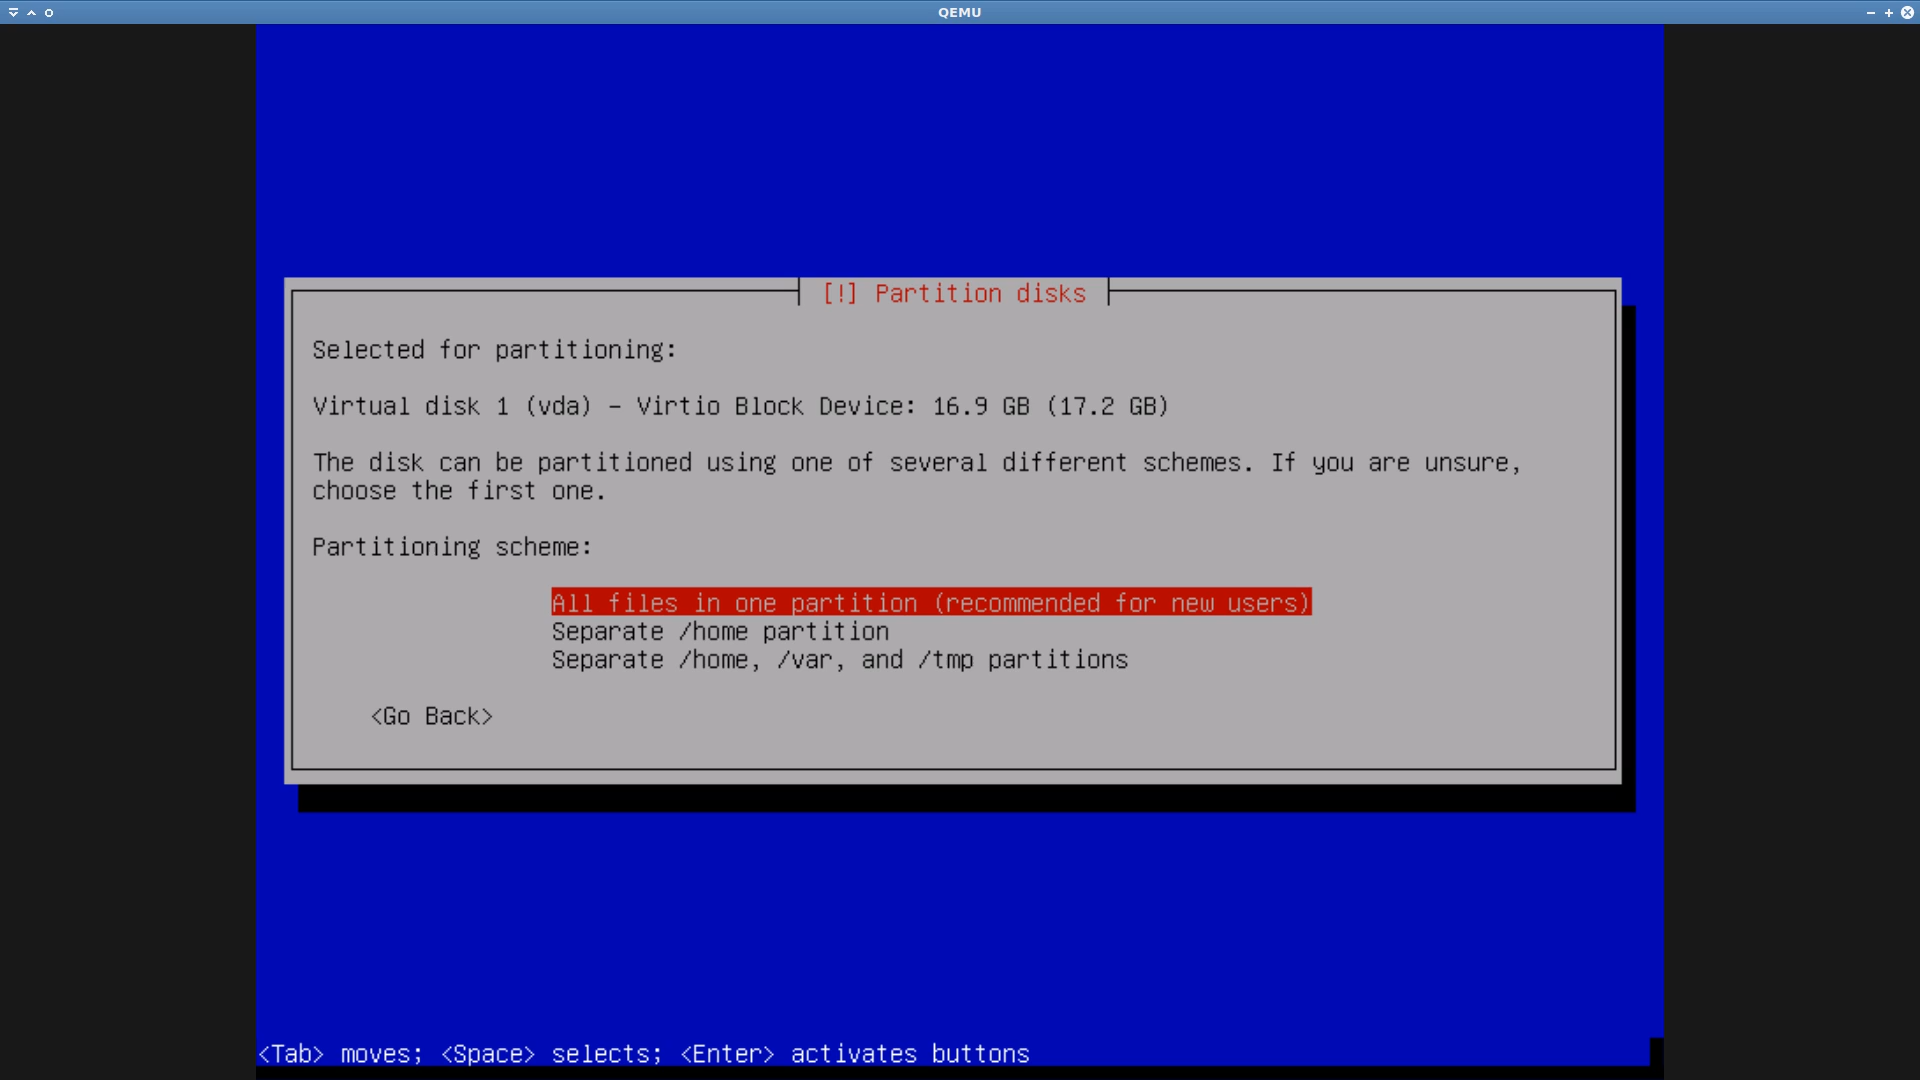 QEMU
[!] Partition disks
Selected for partitioning:
Virtual disk 1 (vda) - Virtio Block Device: 16.9 GB (17.2 GB)
The disk can be partitioned using one of several different schemes. If you are unsure,
choose the first one.
Partitioning scheme:
All files in one partition (recommended for new users)
Separate /home partition
Separate /home, /var, and /tmp partitions
<Go Back>
<Tab> moves; <Space> selects; <Enter> activates buttons